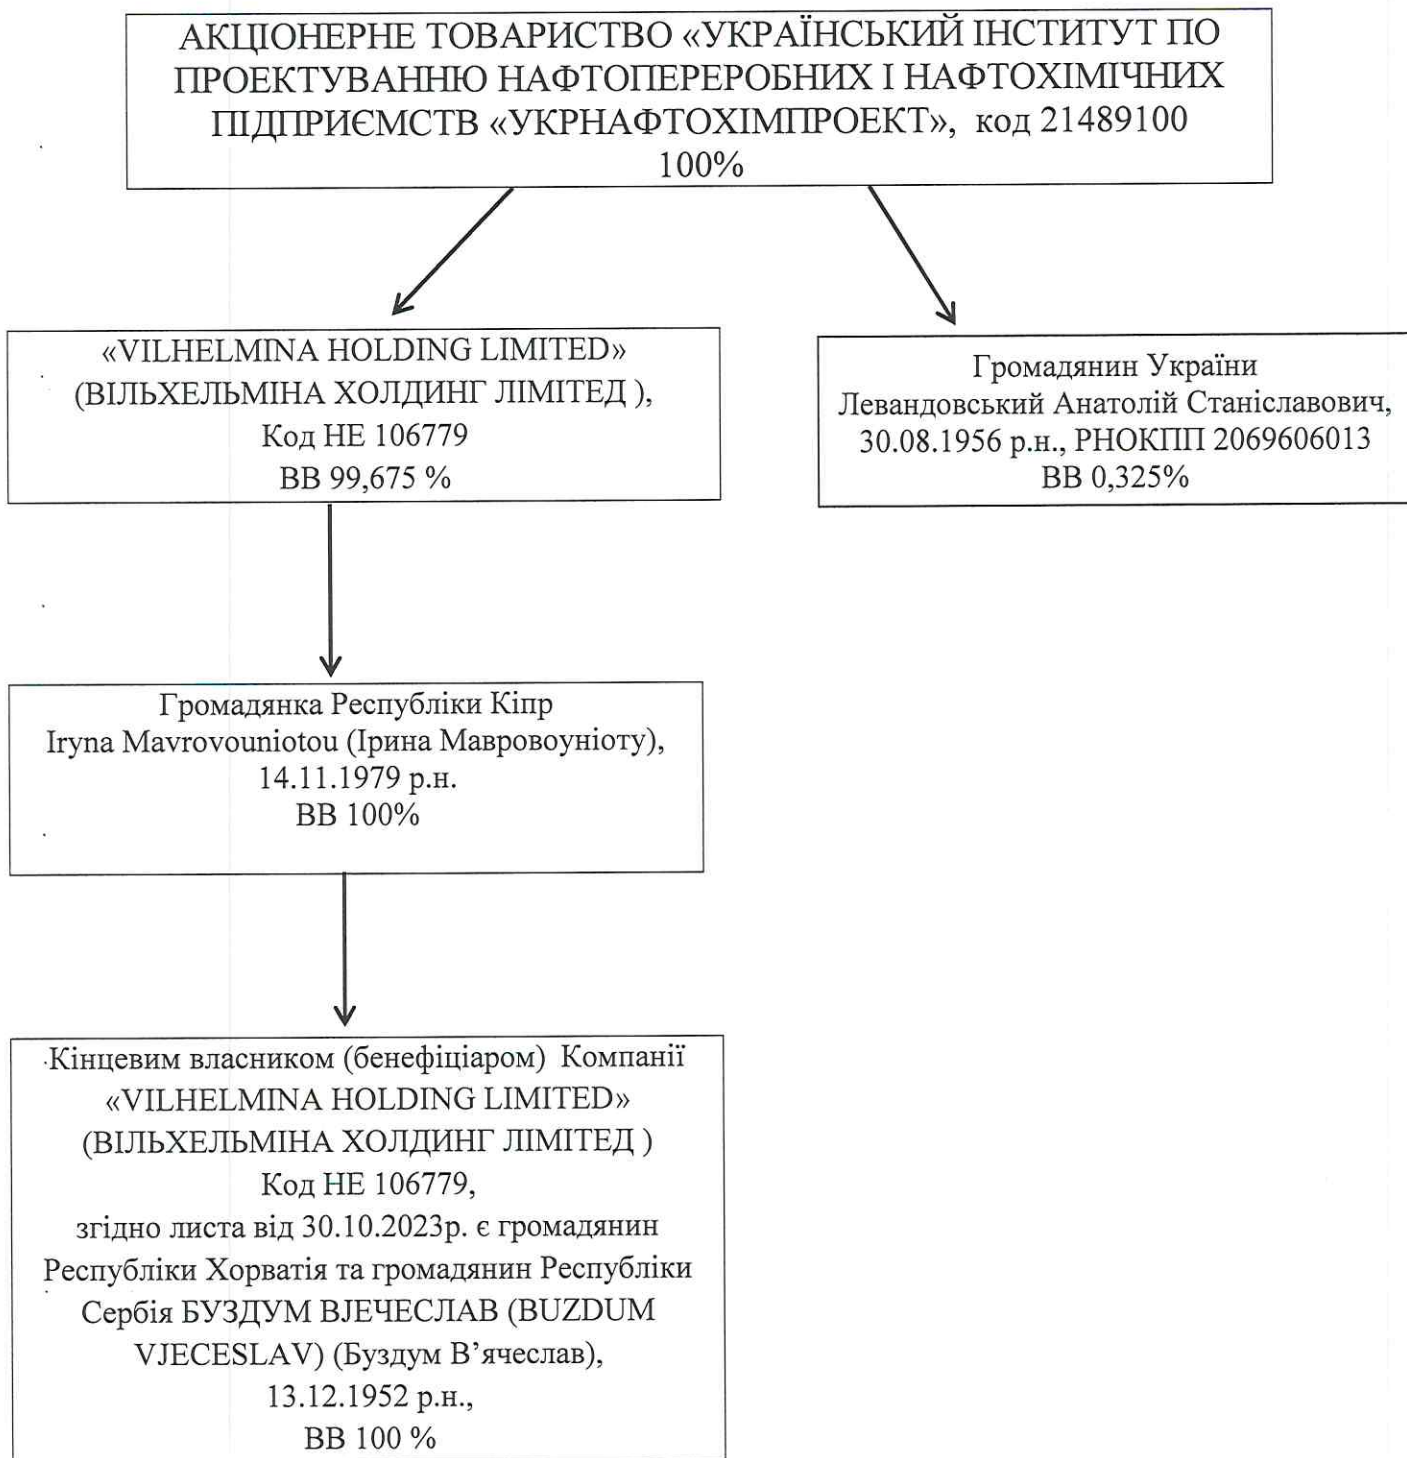 АКЦІОНЕРНЕ ТОВАРИСТВО «УКРАЇНСЬКИЙ ІНСТИТУТ ПО
ПРОЕКТУВАННЮ НАФТОПЕРЕРОБНИХ І НАФТОХІМІЧНИХ
ПІДПРИЄМСТВ «УКРНАФТОХІМПРОЕКТ», код 21489100
100%
«VILHELMINA HOLDING LIMITED»
(ВІЛЬХЕЛЬМІНА ХОЛДИНГ ЛІМІТЕД ),
Код НЕ 106779
ВВ 99,675 %
Громадянин України
Левандовський Анатолій Станіславович,
30.08.1956 р.н., РНОКПП 2069606013
ВВ 0,325%
Громадянка Республіки Кіпр
Iryna Mavrovouniotou (Ірина Мавровоуніоту),
14.11.1979 р.н.
ВВ 100%
Кінцевим власником (бенефіціаром) Компанії
«VILHELMINA HOLDING LIMITED»
(ВІЛЬХЕЛЬМІНА ХОЛДИНГ ЛІМІТЕД )
Код НЕ 106779,
згідно листа від 30.10.2023р. є громадянин
Республіки Хорватія та громадянин Республіки
Сербія БУЗДУМ ВЈЕЧЕСЛАВ (BUZDUM
VJECESLAV) (Буздум В’ячеслав),
13.12.1952 р.н.,
ВВ 100 %